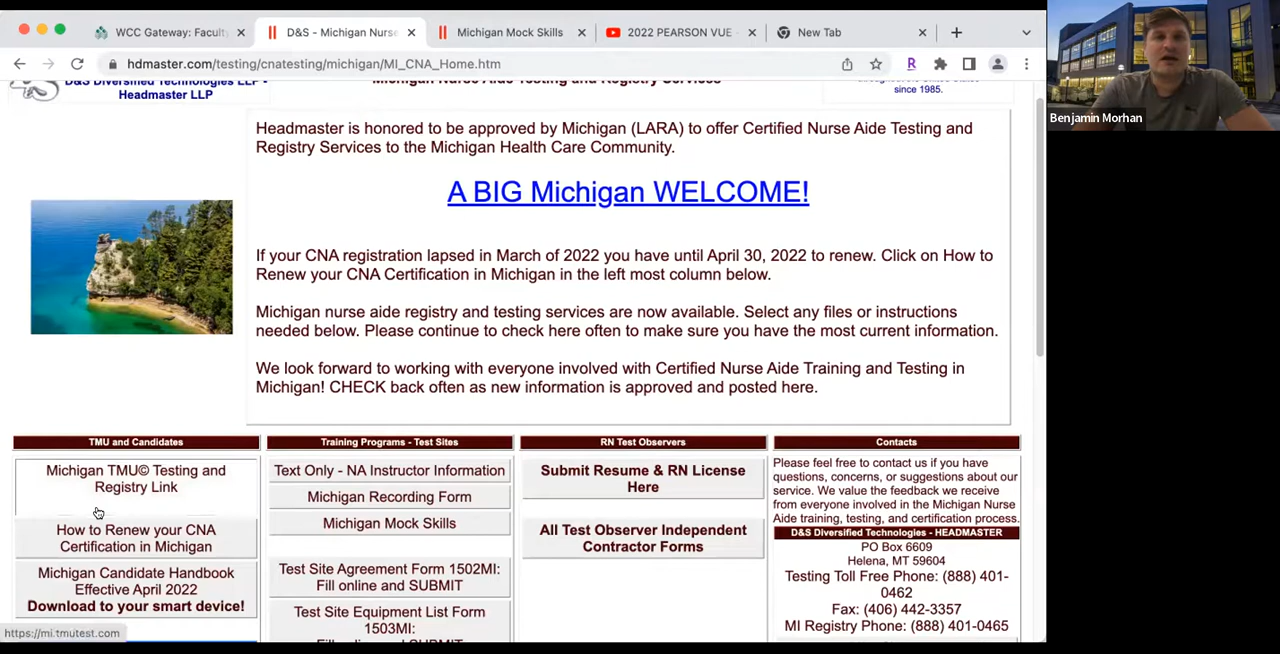 WCC Gateway: Facult
D&S - Michigan Nurse
Michigan Mock Skills
2022 PEARSON VUE
New Tab
hdmaster.com/testing/cnatesting/michigan/MI_CNA_Home.htm
Benjamin Morhan
D&S Diversified Technologies LLP -
Headmaster LLP
Michigan Nurse Aide Testing and Registry Services
since 1985.
Headmaster is honored to be approved by Michigan (LARA) to offer Certified Nurse Aide Testing and
Registry Services to the Michigan Health Care Community.
A BIG Michigan WELCOME!
If your CNA registration lapsed in March of 2022 you have until April 30, 2022 to renew. Click on How to
Renew your CNA Certification in Michigan in the left most column below.
Michigan nurse aide registry and testing services are now available. Select any files or instructions
needed below. Please continue to check here often to make sure you have the most current information.
We look forward to working with everyone involved with Certified Nurse Aide Training and Testing in
Michigan! CHECK back often as new information is approved and posted here.
TMU and Candidates
Michigan TMU© Testing and
Registry Link
How to Renew your CNA
Certification in Michigan
Michigan Candidate Handbook
Effective April 2022
Download to your smart device!
https://mi.tmutest.com
Training Programs - Test Sites
Text Only - NA Instructor Information
Michigan Recording Form
Michigan Mock Skills
Test Site Agreement Form 1502MI:
Fill online and SUBMIT
Test Site Equipment List Form
1503MI:
RN Test Observers
Submit Resume & RN License
Here
All Test Observer Independent
Contractor Forms
Contacts
Please feel free to contact us if you have
questions, concerns, or suggestions about our
service. We value the feedback we receive
from everyone involved in the Michigan Nurse
Aide training, testing, and certification process.
D&S Diversified Technologies - HEADMASTER
PO Box 6609
Helena, MT 59604
Testing Toll Free Phone: (888) 401-
0462
Fax: (406) 442-3357
MI Registry Phone: (888) 401-0465